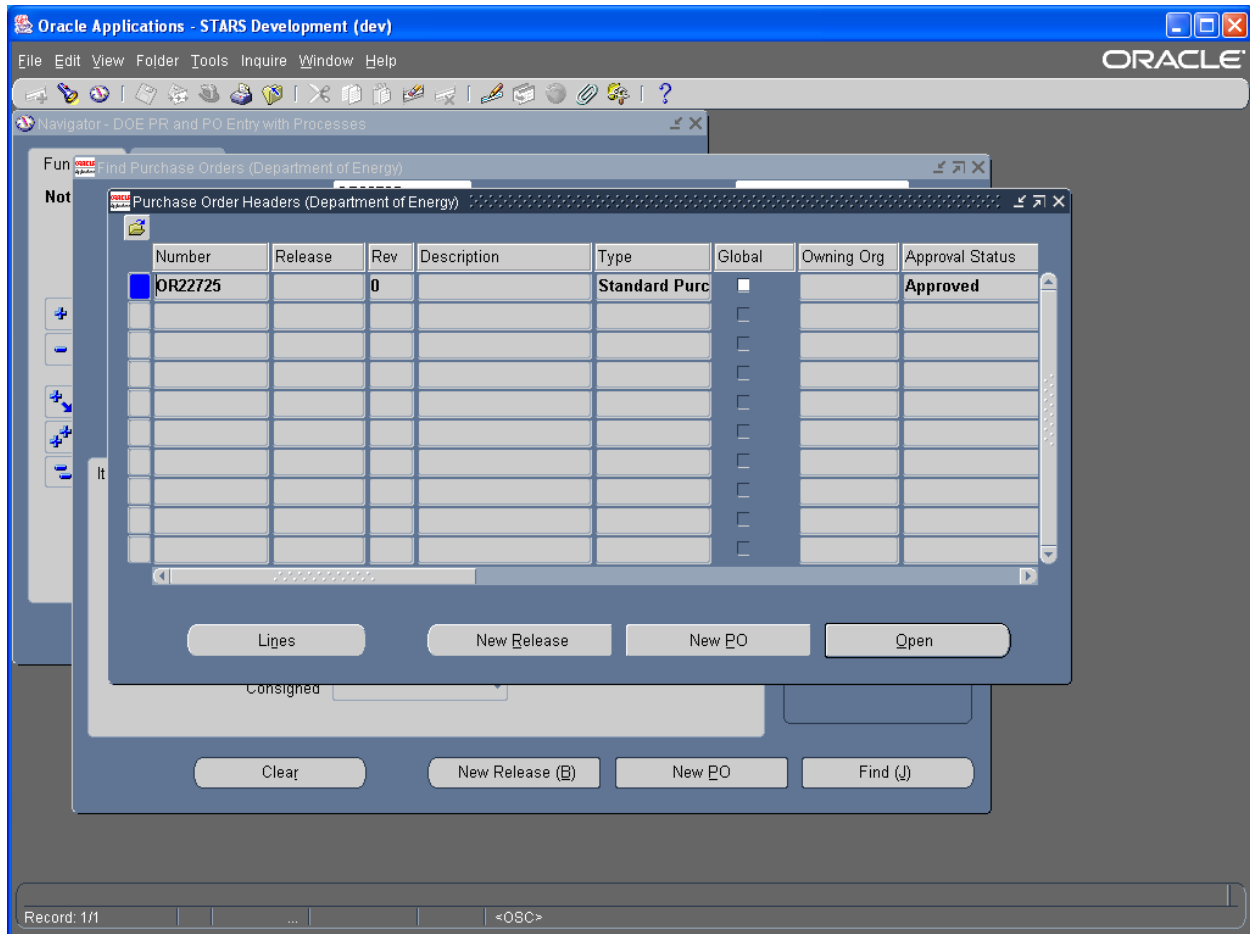 Oracle Applications - STARS Development (dev)
File Edit View Folder Tools Inquire Window Help
ORACLE
Navigator - DOE PR and PO Entry with Processes
Fun
Find Purchase Orders (Department of Energy)
Not
Purchase Order Headers (Department of Energy)
Number Release Rev Description Type Global Owning Org Approval Status
OR22725 0 Standard Purc Approved
It
Lines New Release New PO Open
Consigned
Clear New Release (B) New PO Find (J)
Record: 1/1 ... <OSC>